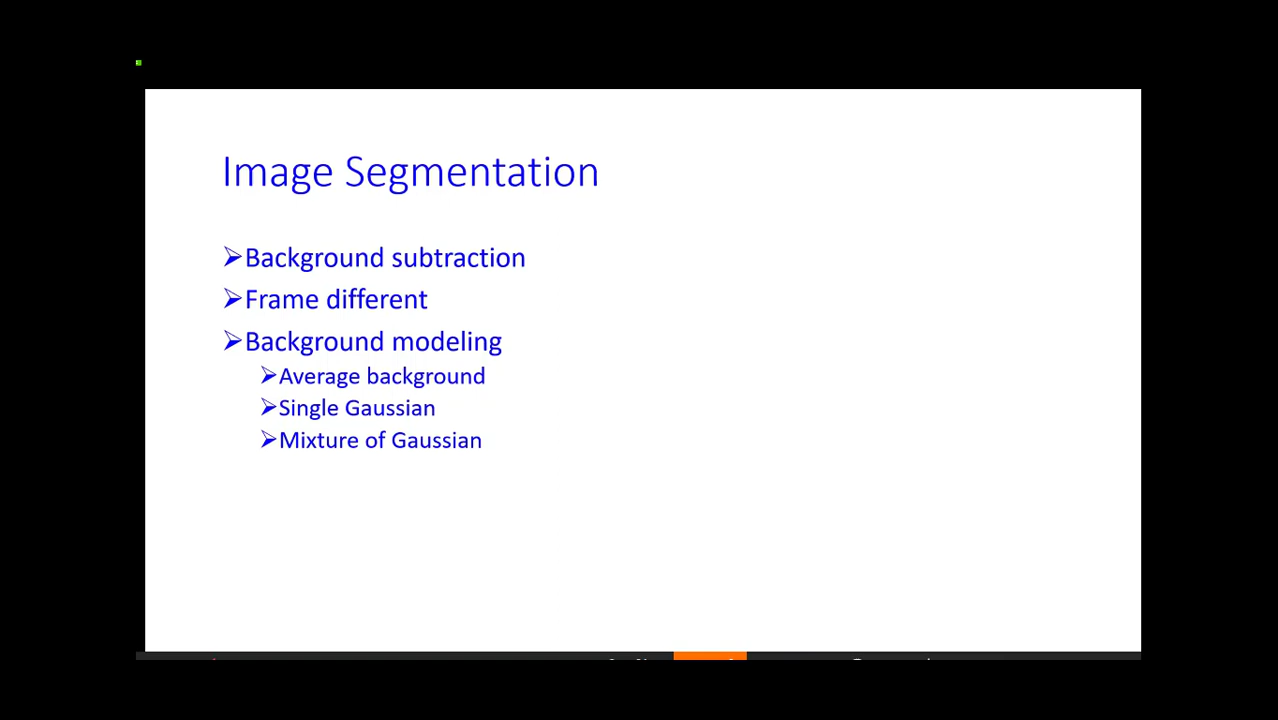 Image Segmentation
➢Background subtraction
➢Frame different
➢Background modeling
➢Average background
➢Single Gaussian
➢Mixture of Gaussian